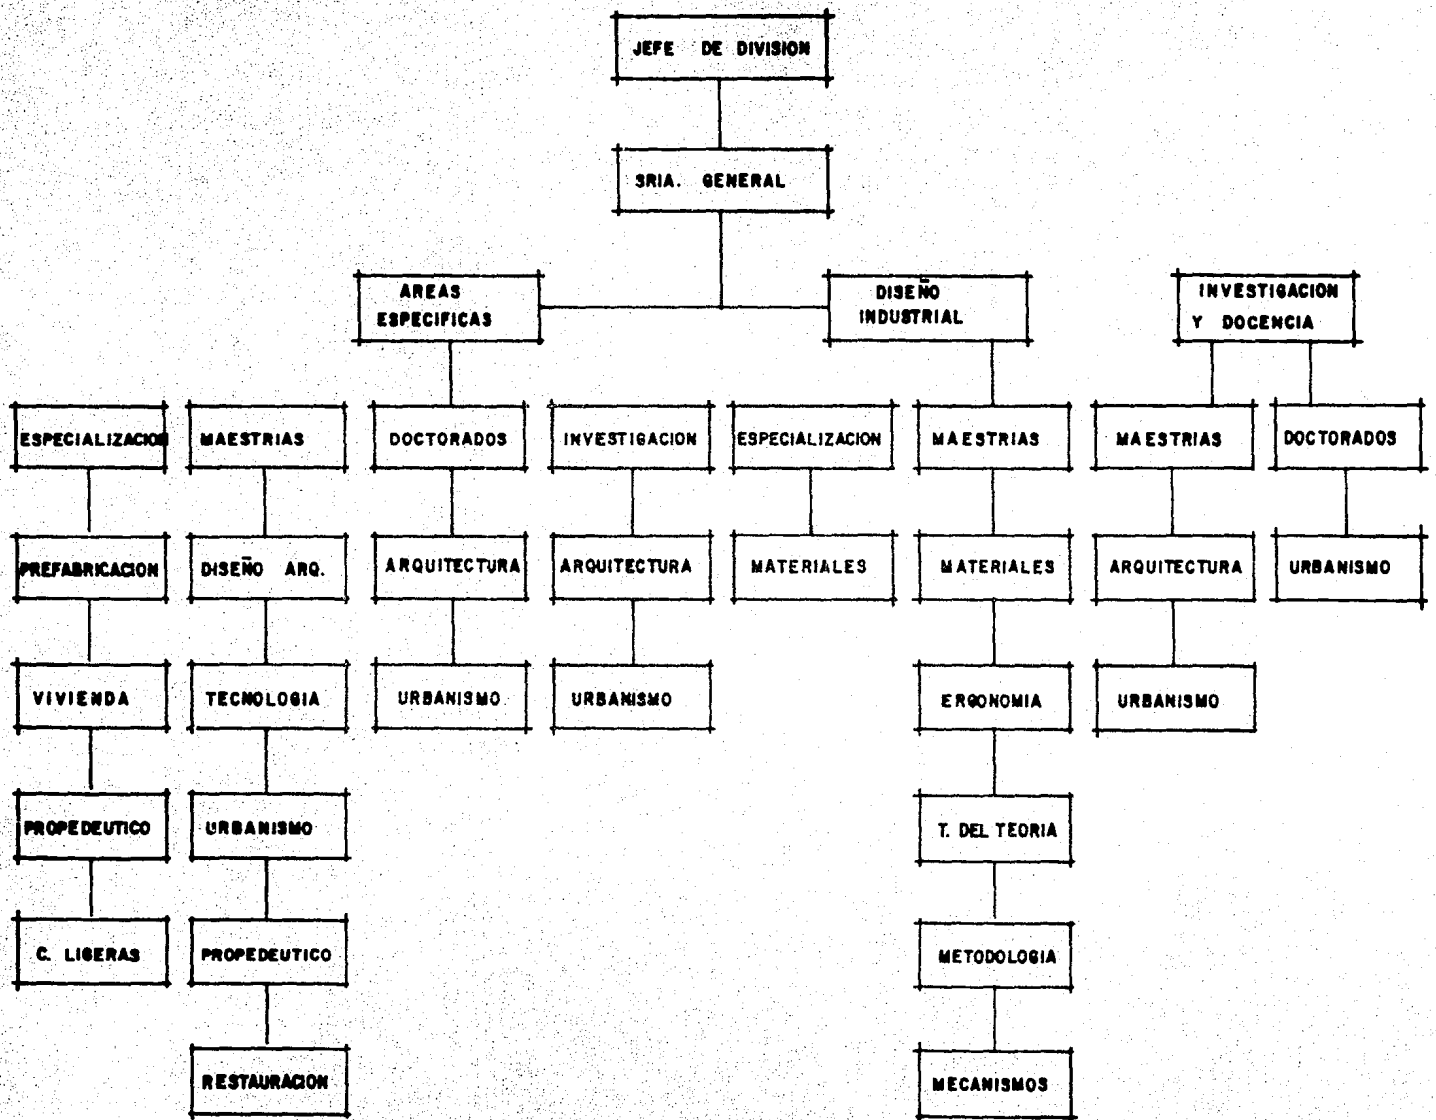 JEFE DE DIVISION
SRIA. GENERAL
AREAS
ESPECIFICAS
DISEÑO
INDUSTRIAL
INVESTIGACION
Y DOCENCIA
ESPECIALIZACION
MAESTRIAS
DOCTORADOS
INVESTIGACION
ESPECIALIZACION
MAESTRIAS
MAESTRIAS
DOCTORADOS
PREFABRICACION
DISEÑO ARQ.
ARQUITECTURA
ARQUITECTURA
MATERIALES
MATERIALES
ARQUITECTURA
URBANISMO
VIVIENDA
TECNOLOGIA
URBANISMO
URBANISMO
ERGONOMIA
URBANISMO
PROPEDEUTICO
URBANISMO
T. DEL TEORIA
C. LIGERAS
PROPEDEUTICO
METODOLOGIA
RESTAURACION
MECANISMOS